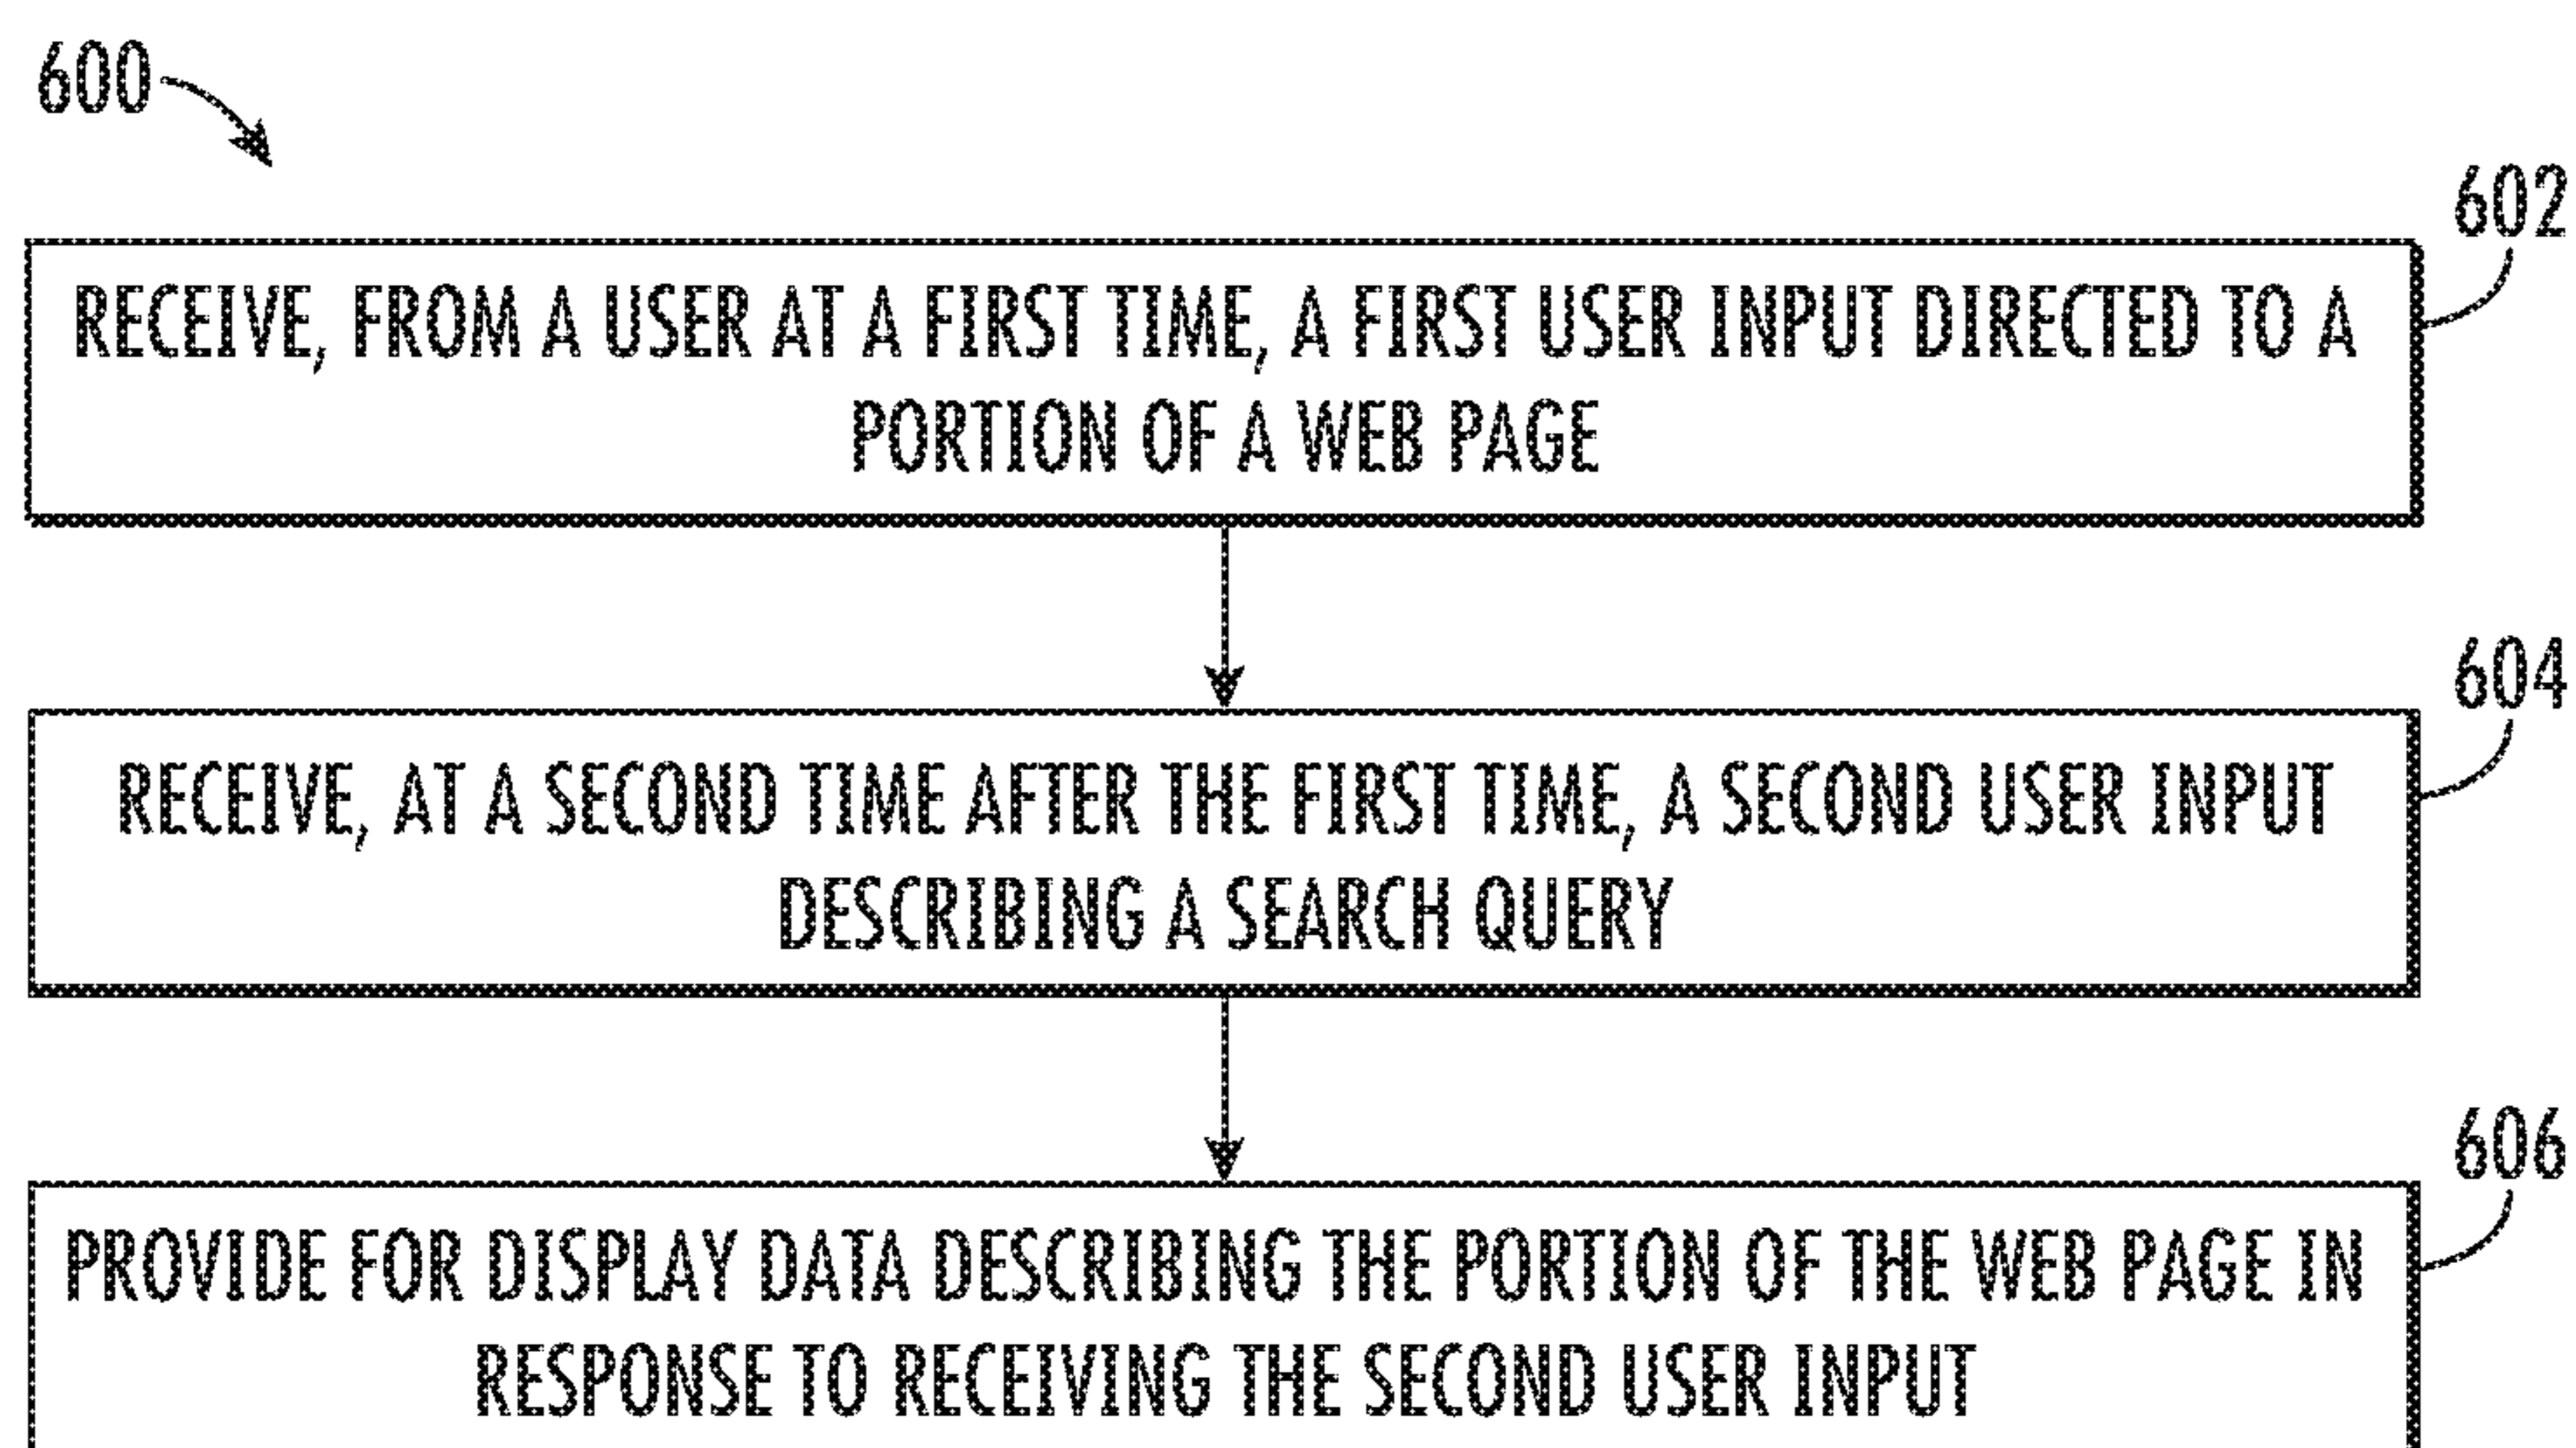 600
602
RECEIVE, FROM A USER AT A FIRST TIME, A FIRST USER INPUT DIRECTED TO A
PORTION OF A WEB PAGE
604
RECEIVE, AT A SECOND TIME AFTER THE FIRST TIME, A SECOND USER INPUT
DESCRIBING A SEARCH QUERY
606
PROVIDE FOR DISPLAY DATA DESCRIBING THE PORTION OF THE WEB PAGE IN
RESPONSE TO RECEIVING THE SECOND USER INPUT